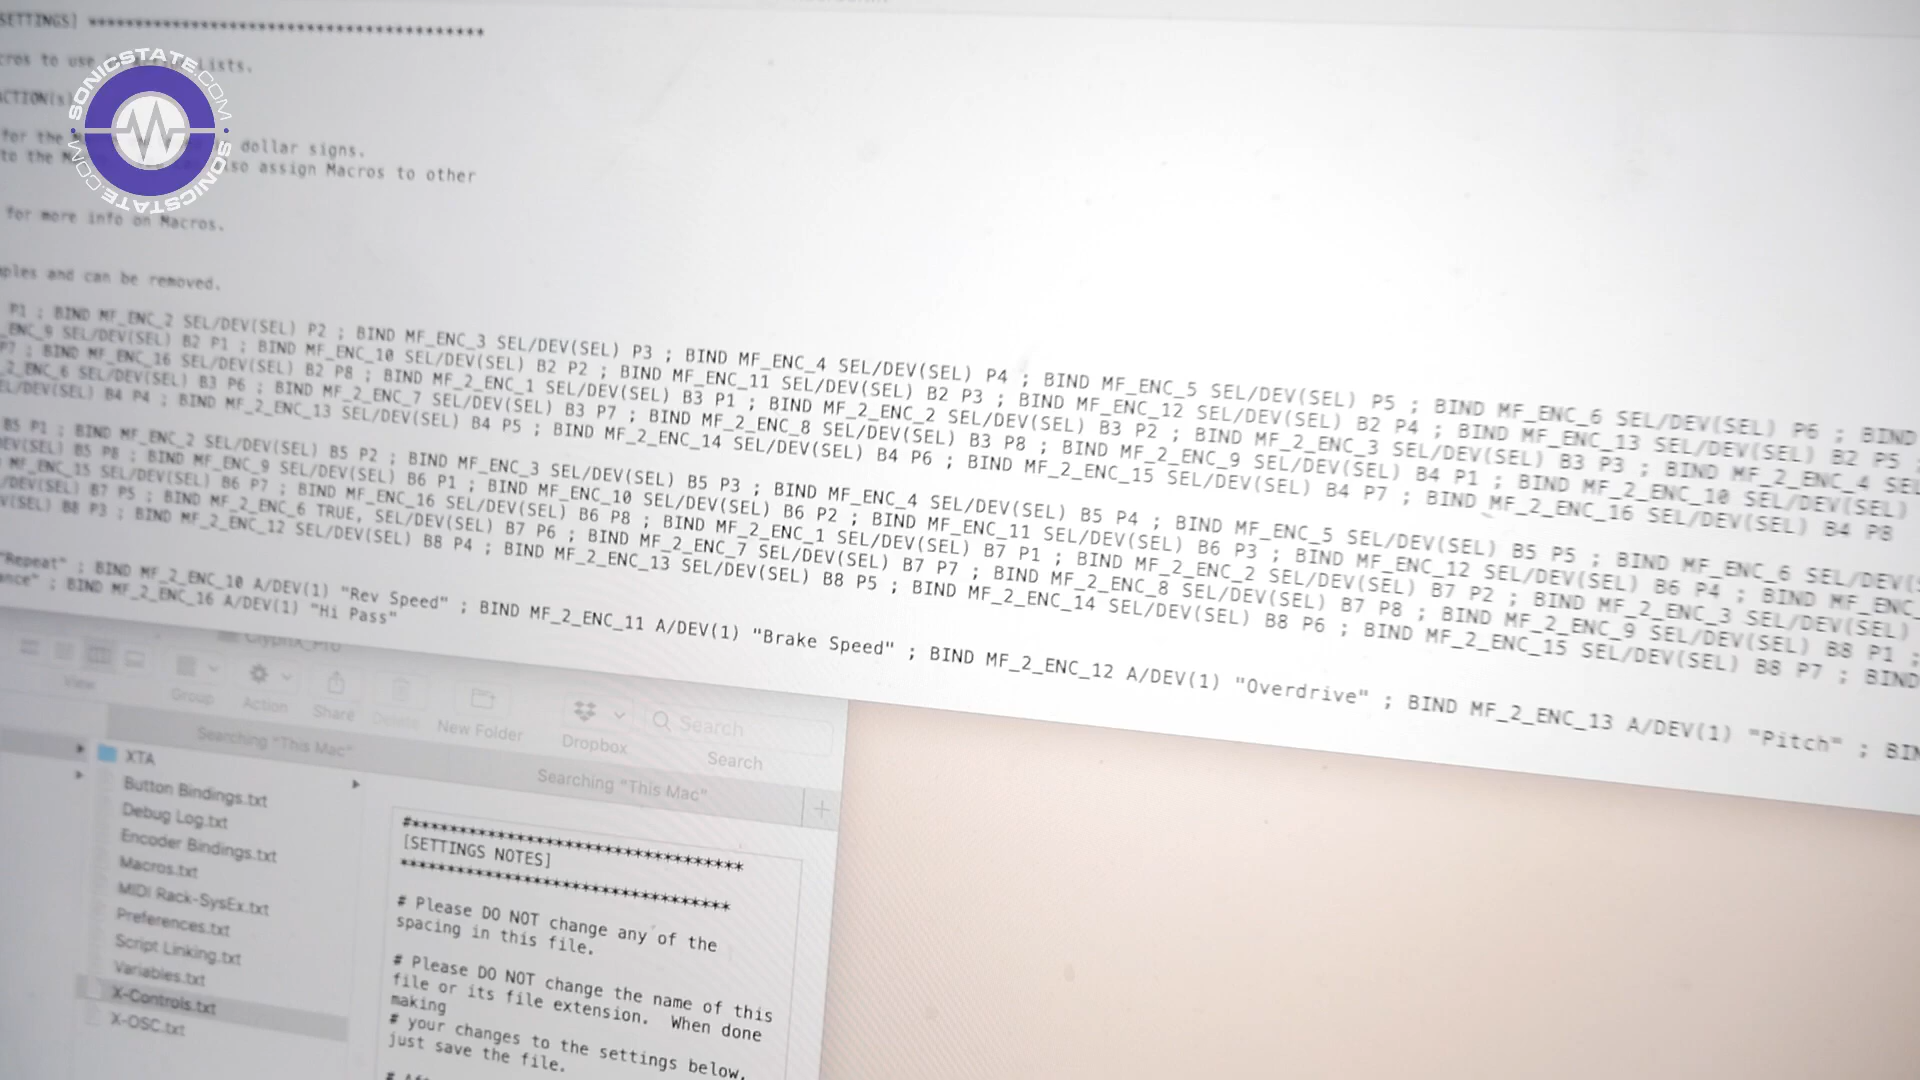 SETTINGS] ******************************************
cros to use Lists.
ACTION(s)
for the dollar signs.
to the also assign Macros to other
for more info on Macros.
ples and can be removed.
P1 ; BIND MF_ENC_2 SEL/DEV(SEL) P2 ; BIND MF_ENC_3 SEL/DEV(SEL) P3 ; BIND MF_ENC_4 SEL/DEV(SEL) P4 ; BIND MF_ENC_5 SEL/DEV(SEL) P5 ; BIND MF_ENC_6 SEL/DEV(SEL) P6 ; BIND
_ENC_9 SEL/DEV(SEL) B2 P1 ; BIND MF_ENC_10 SEL/DEV(SEL) B2 P2 ; BIND MF_ENC_11 SEL/DEV(SEL) B2 P3 ; BIND MF_ENC_12 SEL/DEV(SEL) B2 P4 ; BIND MF_ENC_13 SEL/DEV(SEL) B2 P5 ;
P7 ; BIND MF_ENC_16 SEL/DEV(SEL) B2 P8 ; BIND MF_2_ENC_1 SEL/DEV(SEL) B3 P1 ; BIND MF_2_ENC_2 SEL/DEV(SEL) B3 P2 ; BIND MF_2_ENC_3 SEL/DEV(SEL) B3 P3 ; BIND MF_2_ENC_4 SEL
_2_ENC_6 SEL/DEV(SEL) B3 P6 ; BIND MF_2_ENC_7 SEL/DEV(SEL) B3 P7 ; BIND MF_2_ENC_8 SEL/DEV(SEL) B3 P8 ; BIND MF_2_ENC_9 SEL/DEV(SEL) B4 P1 ; BIND MF_2_ENC_10 SEL/DEV(SEL)
EL/DEV(SEL) B4 P4 ; BIND MF_2_ENC_13 SEL/DEV(SEL) B4 P5 ; BIND MF_2_ENC_14 SEL/DEV(SEL) B4 P6 ; BIND MF_2_ENC_15 SEL/DEV(SEL) B4 P7 ; BIND MF_2_ENC_16 SEL/DEV(SEL) B4 P8
B5 P1 ; BIND MF_ENC_2 SEL/DEV(SEL) B5 P2 ; BIND MF_ENC_3 SEL/DEV(SEL) B5 P3 ; BIND MF_ENC_4 SEL/DEV(SEL) B5 P4 ; BIND MF_ENC_5 SEL/DEV(SEL) B5 P5 ; BIND MF_ENC_6 SEL/DEV(S
DEV(SEL) B5 P8 ; BIND MF_ENC_9 SEL/DEV(SEL) B6 P1 ; BIND MF_ENC_10 SEL/DEV(SEL) B6 P2 ; BIND MF_ENC_11 SEL/DEV(SEL) B6 P3 ; BIND MF_ENC_12 SEL/DEV(SEL) B6 P4 ; BIND MF_ENC_
MF_ENC_15 SEL/DEV(SEL) B6 P7 ; BIND MF_ENC_16 SEL/DEV(SEL) B6 P8 ; BIND MF_2_ENC_1 SEL/DEV(SEL) B7 P1 ; BIND MF_2_ENC_2 SEL/DEV(SEL) B7 P2 ; BIND MF_2_ENC_3 SEL/DEV(SEL)
/DEV(SEL) B7 P5 ; BIND MF_2_ENC_6 TRUE, SEL/DEV(SEL) B7 P6 ; BIND MF_2_ENC_7 SEL/DEV(SEL) B7 P7 ; BIND MF_2_ENC_8 SEL/DEV(SEL) B7 P8 ; BIND MF_2_ENC_9 SEL/DEV(SEL) B8 P1 ;
V(SEL) B8 P3 ; BIND MF_2_ENC_12 SEL/DEV(SEL) B8 P4 ; BIND MF_2_ENC_13 SEL/DEV(SEL) B8 P5 ; BIND MF_2_ENC_14 SEL/DEV(SEL) B8 P6 ; BIND MF_2_ENC_15 SEL/DEV(SEL) B8 P7 ; BIND
"Repeat" ; BIND MF_2_ENC_10 A/DEV(1) "Rev Speed" ; BIND MF_2_ENC_11 A/DEV(1) "Brake Speed" ; BIND MF_2_ENC_12 A/DEV(1) "Overdrive" ; BIND MF_2_ENC_13 A/DEV(1) "Pitch" ; BIN
ance" ; BIND MF_2_ENC_16 A/DEV(1) "Hi Pass"
SONICSTATE.COM
SONICSTATE.COM
View
Group
Action
Share
Delete
New Folder
Dropbox
Search
Search
Searching "This Mac"
Searching "This Mac"
XTA
Button Bindings.txt
Debug Log.txt
Encoder Bindings.txt
Macros.txt
MIDI Rack-SysEx.txt
Preferences.txt
Script Linking.txt
Variables.txt
X-Controls.txt
X-OSC.txt
#***********************************
[SETTINGS NOTES]
***********************************
# Please DO NOT change any of the
spacing in this file.
# Please DO NOT change the name of this
file or its file extension. When done
making
# your changes to the settings below,
just save the file.